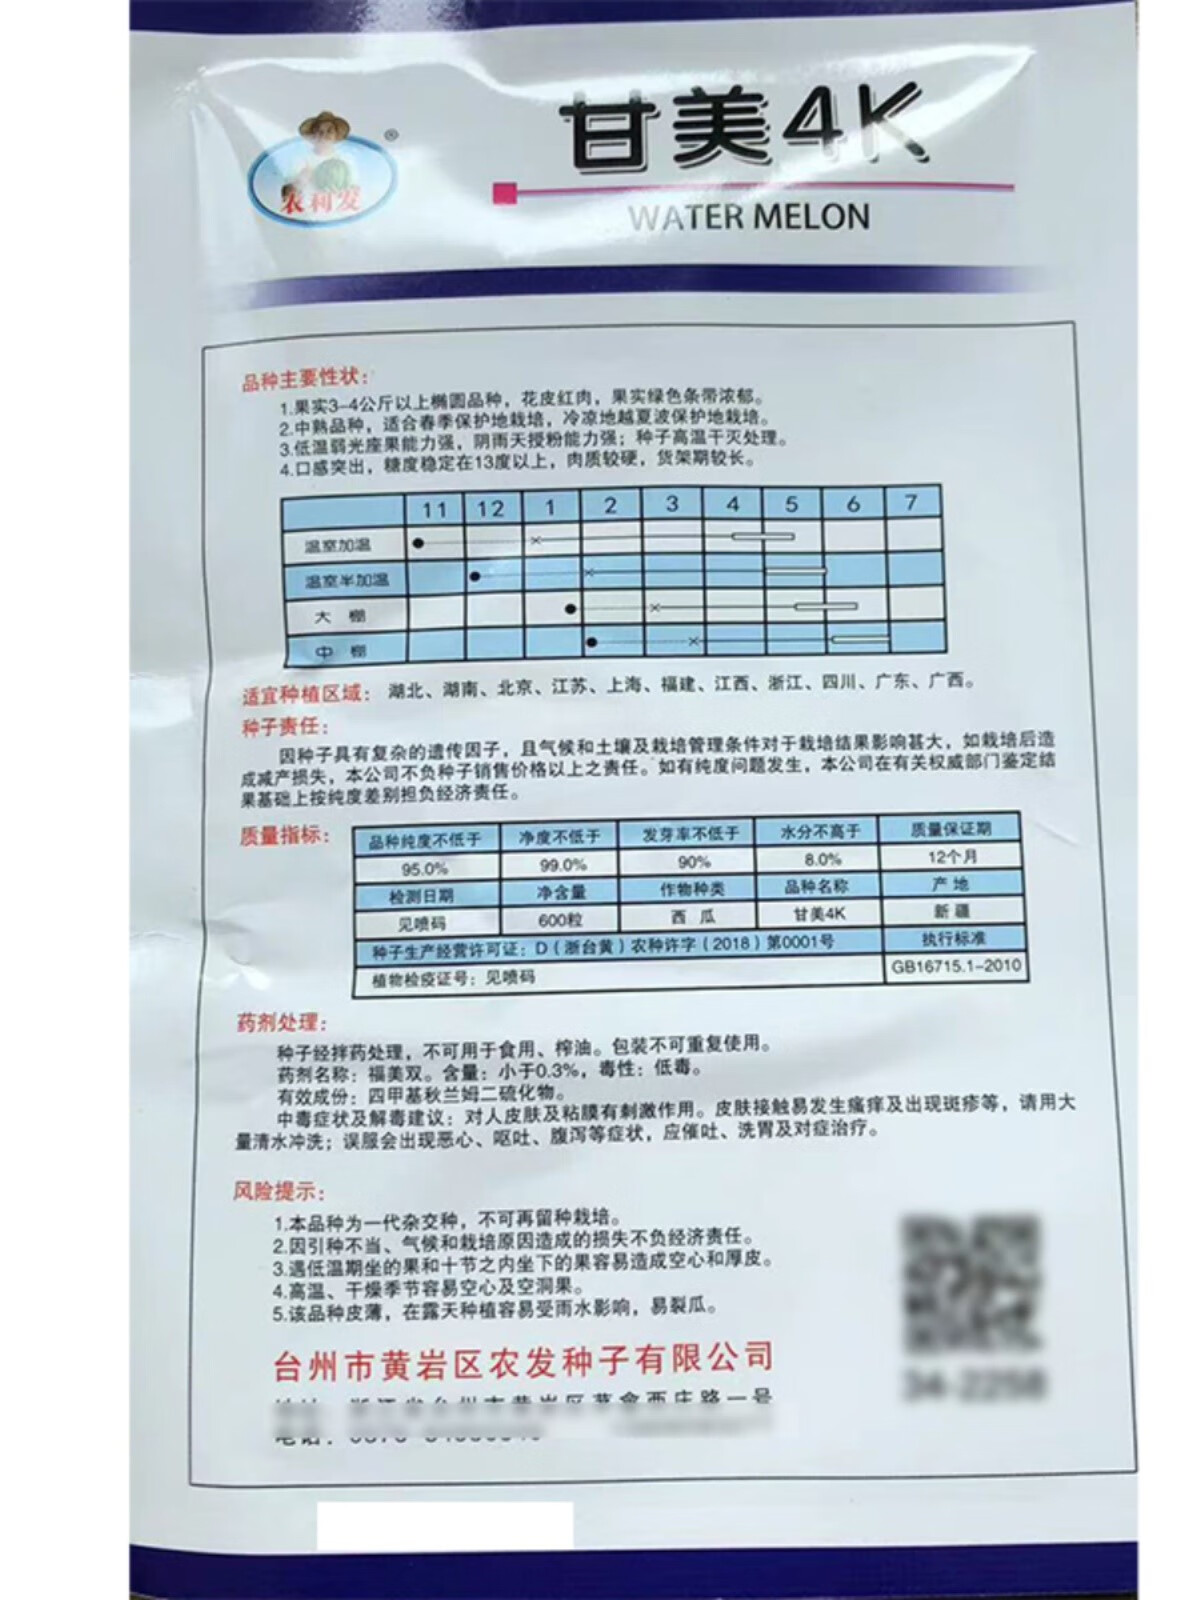 农利发
®
甘美4K
WATER MELON
品种主要性状：
1.果实3-4公斤以上椭圆品种，花皮红肉，果实绿色条带浓郁。
2.中熟品种，适合春季保护地栽培，冷凉地越夏波保护地栽培。
3.低温弱光座果能力强，阴雨天授粉能力强；种子高温干灭处理。
4.口感突出，糖度稳定在13度以上，肉质较硬，货架期较长。
11 12 1 2 3 4 5 6 7
温室加温
温室半加温
大 棚
中 棚
适宜种植区域：湖北、湖南、北京、江苏、上海、福建、江西、浙江、四川、广东、广西。
种子责任：
因种子具有复杂的遗传因子，且气候和土壤及栽培管理条件对于栽培结果影响甚大，如栽培后造
成减产损失，本公司不负种子销售价格以上之责任。如有纯度问题发生，本公司在有关权威部门鉴定结
果基础上按纯度差别担负经济责任。
质量指标：
品种纯度不低于 净度不低于 发芽率不低于 水分不高于 质量保证期
95.0% 99.0% 90% 8.0% 12个月
检测日期 净含量 作物种类 品种名称 产 地
见喷码 600粒 西 瓜 甘美4K 新 疆
种子生产经营许可证：D（浙台黄）农种许字（2018）第0001号 执行标准
植物检疫证号：见喷码 GB16715.1-2010
药剂处理：
种子经拌药处理，不可用于食用、榨油。包装不可重复使用。
药剂名称：福美双。含量：小于0.3%，毒性：低毒。
有效成份：四甲基秋兰姆二硫化物。
中毒症状及解毒建议：对人皮肤及粘膜有刺激作用。皮肤接触易发生瘙痒及出现斑疹等，请用大
量清水冲洗；误服会出现恶心、呕吐、腹泻等症状，应催吐、洗胃及对症治疗。
风险提示：
1.本品种为一代杂交种，不可再留种栽培。
2.因引种不当、气候和栽培原因造成的损失不负经济责任。
3.遇低温期坐的果和十节之内坐下的果容易造成空心和厚皮。
4.高温、干燥季节容易空心及空洞果。
5.该品种皮薄，在露天种植容易受雨水影响，易裂瓜。
台州市黄岩区农发种子有限公司
34-2258